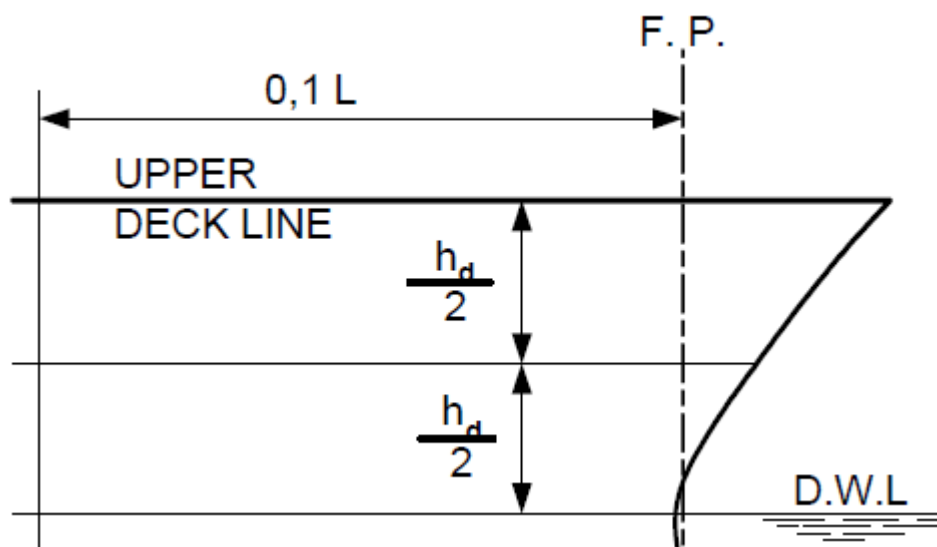 F. P.
0,1 L
UPPER
DECK LINE
h_d
2
h_d
2
D.W.L